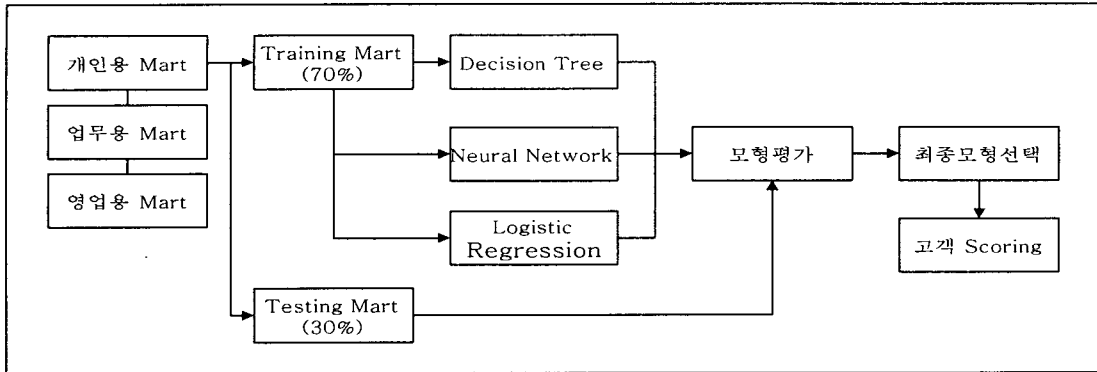 개인용 Mart
업무용 Mart
영업용 Mart
Training Mart
(70%)
Testing Mart
(30%)
Decision Tree
Neural Network
Logistic
Regression
모형평가
최종모형선택
고객 Scoring